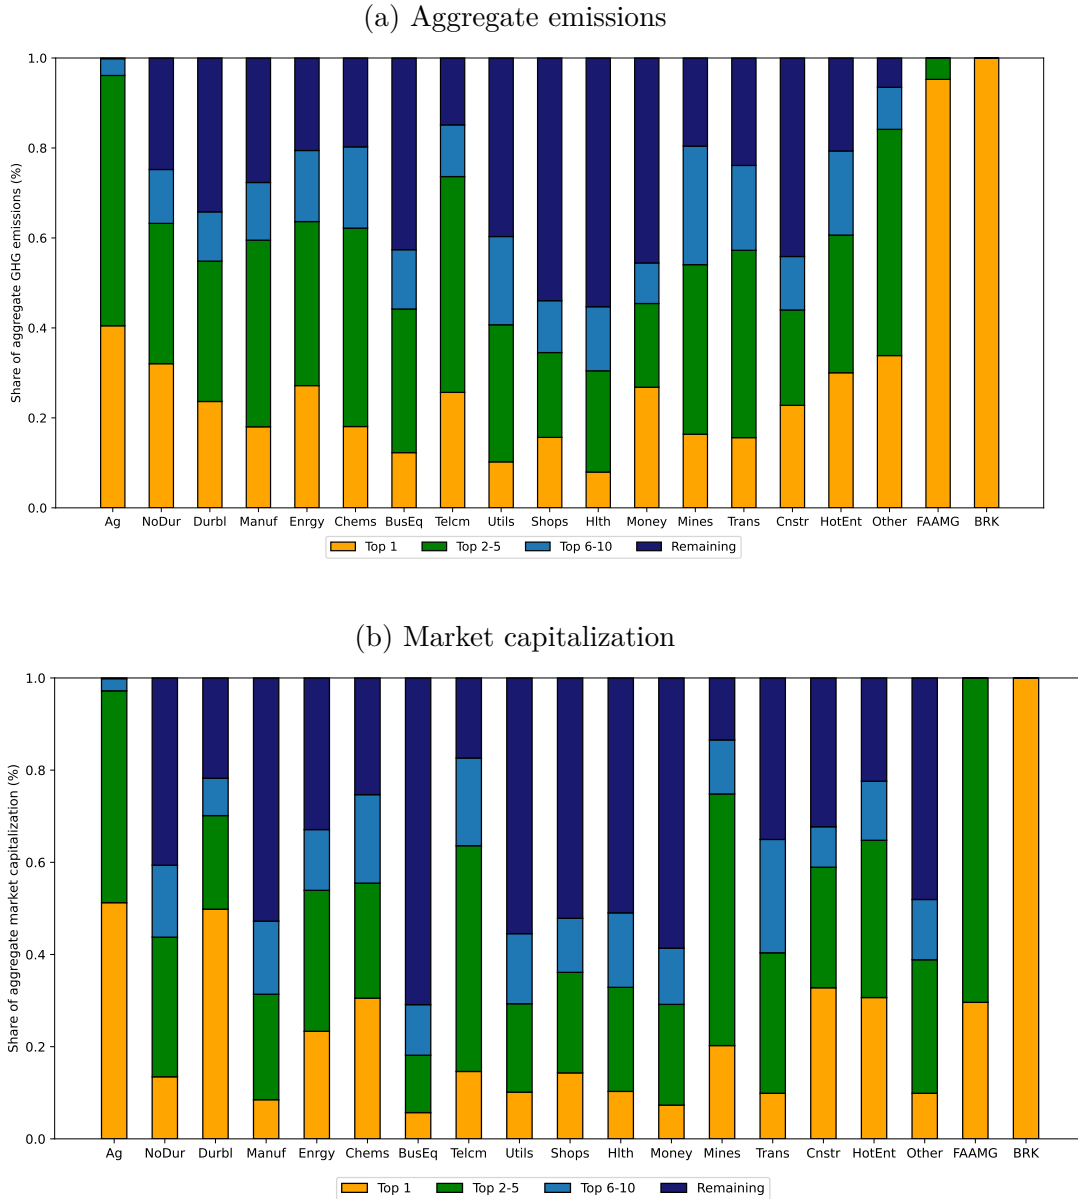 (a) Aggregate emissions
1.0
0.8
0.6
0.4
0.2
0.0
Share of aggregate GHG emissions (%)
Ag NoDur Durbl Manuf Enrgy Chems BusEq Telcm Utils Shops Hlth Money Mines Trans Cnstr HotEnt Other FAAMG BRK
Top 1 Top 2-5 Top 6-10 Remaining
(b) Market capitalization
1.0
0.8
0.6
0.4
0.2
0.0
Share of aggregate market capitalization (%)
Ag NoDur Durbl Manuf Enrgy Chems BusEq Telcm Utils Shops Hlth Money Mines Trans Cnstr HotEnt Other FAAMG BRK
Top 1 Top 2-5 Top 6-10 Remaining